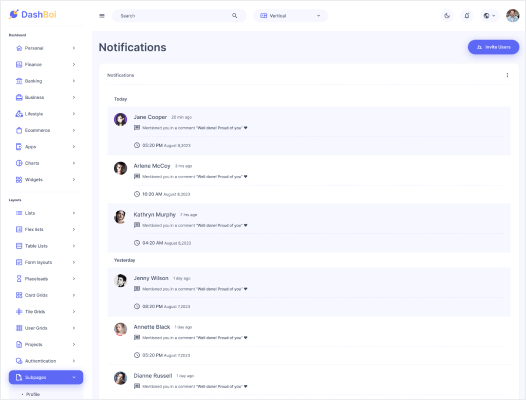 DashBoi
Search
Vertical
Dashboard
Personal
Finance
Banking
Business
Lifestyle
Ecommerce
Apps
Charts
Widgets
Layouts
Lists
Flex lists
Table Lists
Form layouts
Placeloads
Card Grids
Tile Grids
User Grids
Projects
Authentication
Subpages
Profile
Notifications
Invite Users
Notifications
Today
Jane Cooper 20 min ago
Mentioned you in a comment "Well done! Proud of you" ❤
05:20 PM August 8,2023
Arlene McCoy 3 hrs ago
Mentioned you in a comment "Well done! Proud of you" ❤
10:20 AM August 8,2023
Kathryn Murphy 7 hrs ago
Mentioned you in a comment "Well done! Proud of you" ❤
04:20 AM August 8,2023
Yesterday
Jenny Wilson 1 day ago
Mentioned you in a comment "Well done! Proud of you" ❤
08:20 PM August 7,2023
Annette Black 1 day ago
Mentioned you in a comment "Well done! Proud of you" ❤
05:20 PM August 7,2023
Dianne Russell 1 day ago
Mentioned you in a comment "Well done! Proud of you" ❤